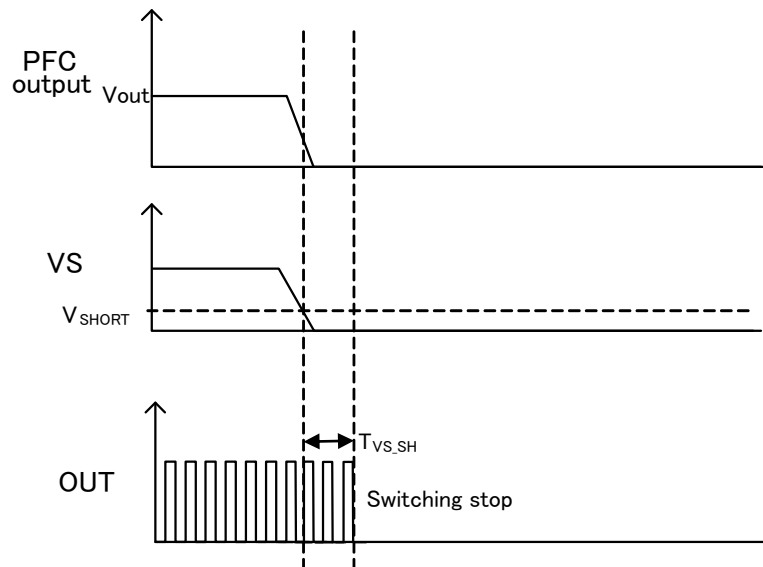 PFC
output
Vout
VS
VSHORT
TVS_SH
OUT
Switching stop